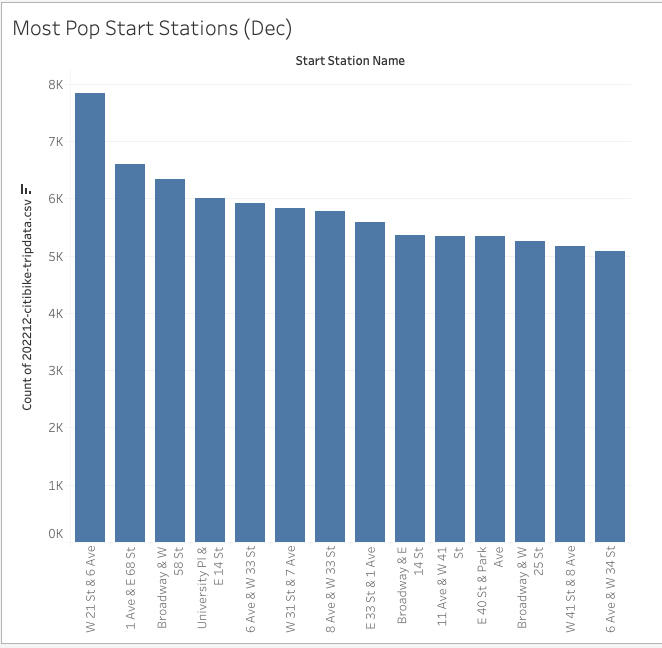 Most Pop Start Stations (Dec)
Start Station Name
Count of 202212-citibike-tripdata.csv
8K
7K
6K
5K
4K
3K
2K
1K
0K
W 21 St & 6 Ave
1 Ave & E 68 St
Broadway & W
58 St
University Pl &
E 14 St
6 Ave & W 33 St
W 31 St & 7 Ave
8 Ave & W 33 St
E 33 St & 1 Ave
Broadway & E
14 St
11 Ave & W 41
St
E 40 St & Park
Ave
Broadway & W
25 St
W 41 St & 8 Ave
6 Ave & W 34 St